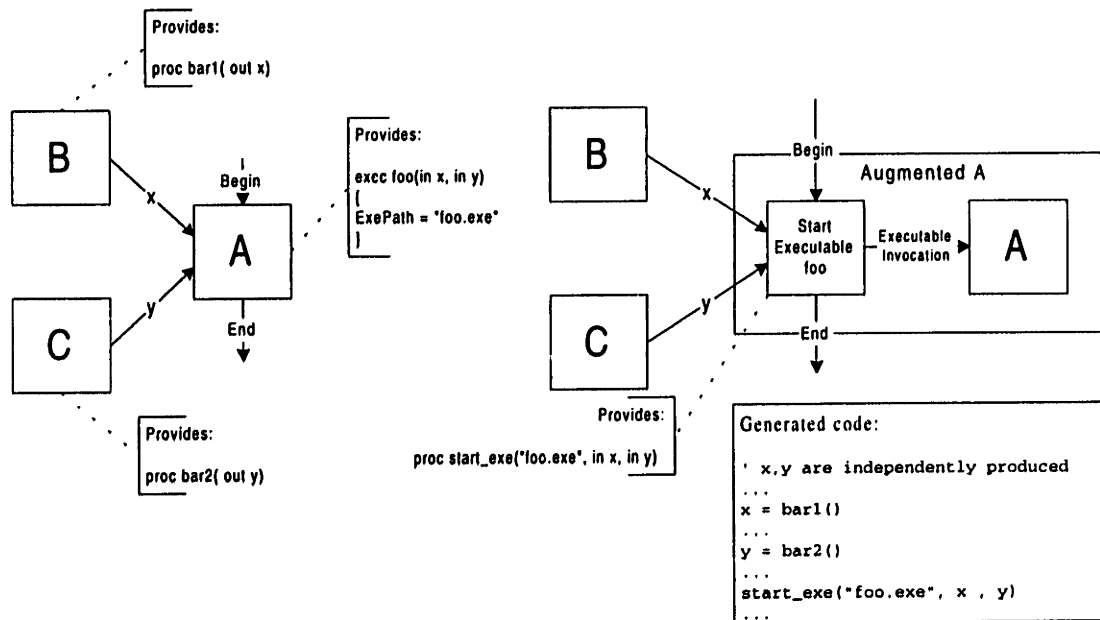 Provides:
proc bar1( out x)
B
x
Begin
A
Provides:
excc foo(in x, in y)
{
ExePath = "foo.exe"
}
y
C
End
Provides:
proc bar2( out y)
B
x
Begin
Augmented A
Start
Executable
foo
Executable
Invocation
A
y
C
End
Provides:
proc start_exe("foo.exe", in x, in y)
Generated code:
' x,y are independently produced
...
x = bar1()
...
y = bar2()
...
start_exe("foo.exe", x , y)
...